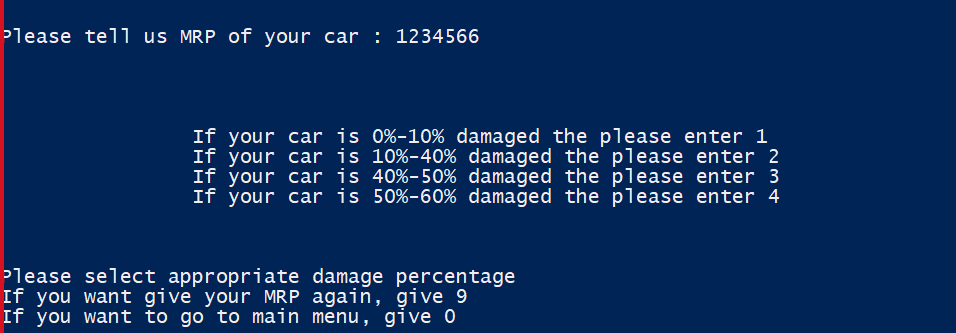 Please tell us MRP of your car : 1234566
If your car is 0%-10% damaged the please enter 1
If your car is 10%-40% damaged the please enter 2
If your car is 40%-50% damaged the please enter 3
If your car is 50%-60% damaged the please enter 4
Please select appropriate damage percentage
If you want give your MRP again, give 9
If you want to go to main menu, give 0